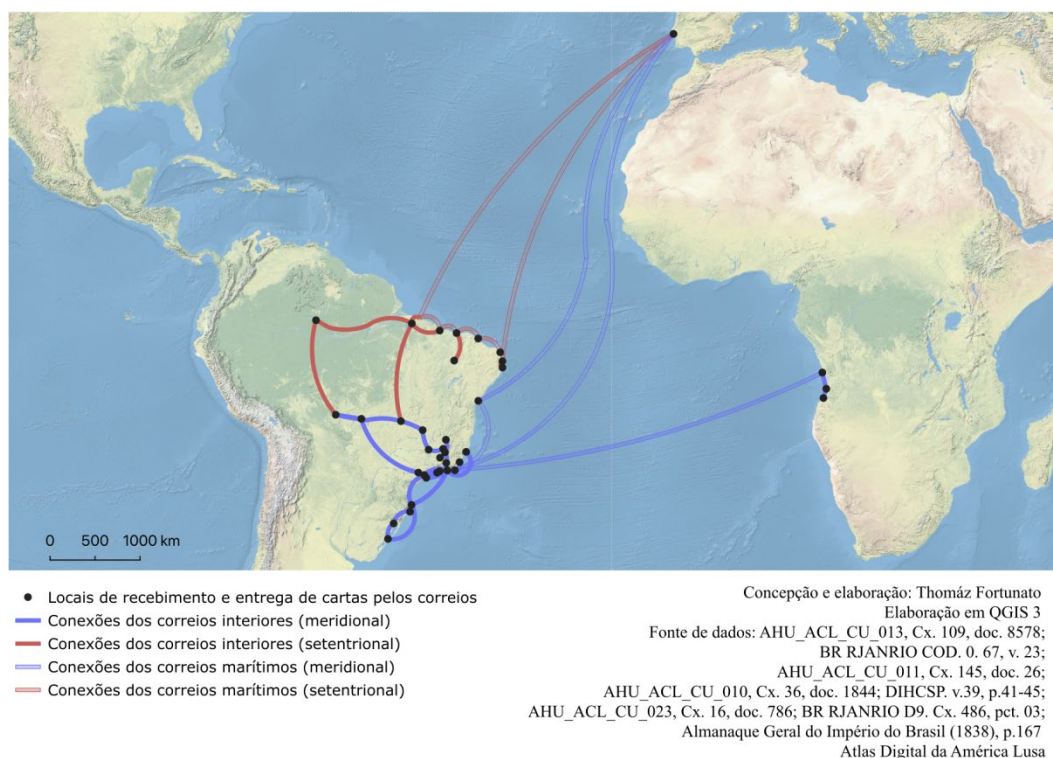 0 500 1000 km
Locais de recebimento e entrega de cartas pelos correios
Conexões dos correios interiores (meridional)
Conexões dos correios interiores (setentrional)
Conexões dos correios marítimos (meridional)
Conexões dos correios marítimos (setentrional)
Concepção e elaboração: Thomáz Fortunato
Elaboração em QGIS 3
Fonte de dados: AHU_ACL_CU_013, Cx. 109, doc. 8578;
BR RJANRIO COD. 0. 67, v. 23;
AHU_ACL_CU_011, Cx. 145, doc. 26;
AHU_ACL_CU_010, Cx. 36, doc. 1844; DIHCSP. v.39, p.41-45;
AHU_ACL_CU_023, Cx. 16, doc. 786; BR RJANRIO D9. Cx. 486, pct. 03;
Almanaque Geral do Império do Brasil (1838), p.167
Atlas Digital da América Lusa